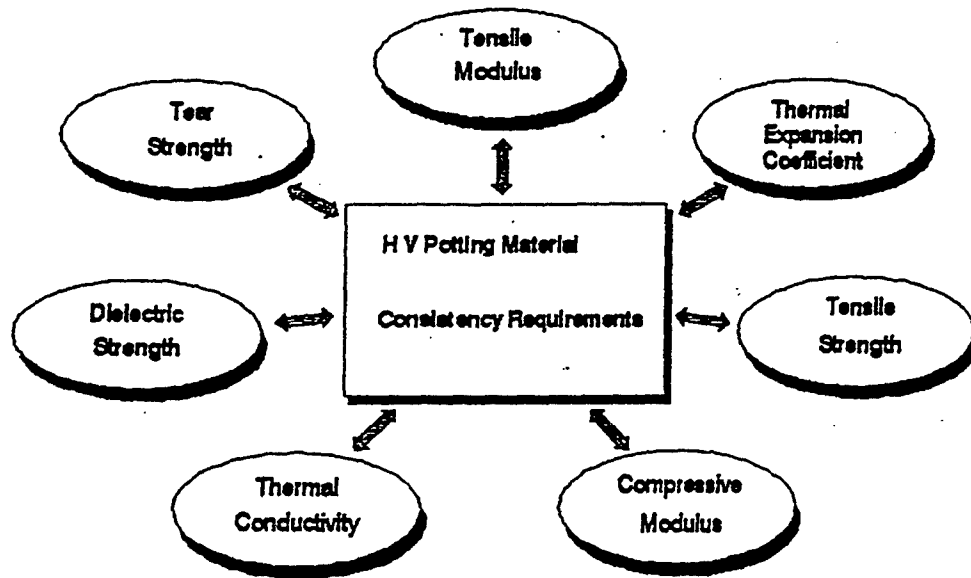 Tensile
Modulus
Tear
Strength
Thermal
Expansion
Coefficient
H V Potting Material
Consistency Requirements
Dielectric
Strength
Tensile
Strength
Thermal
Conductivity
Compressive
Modulus